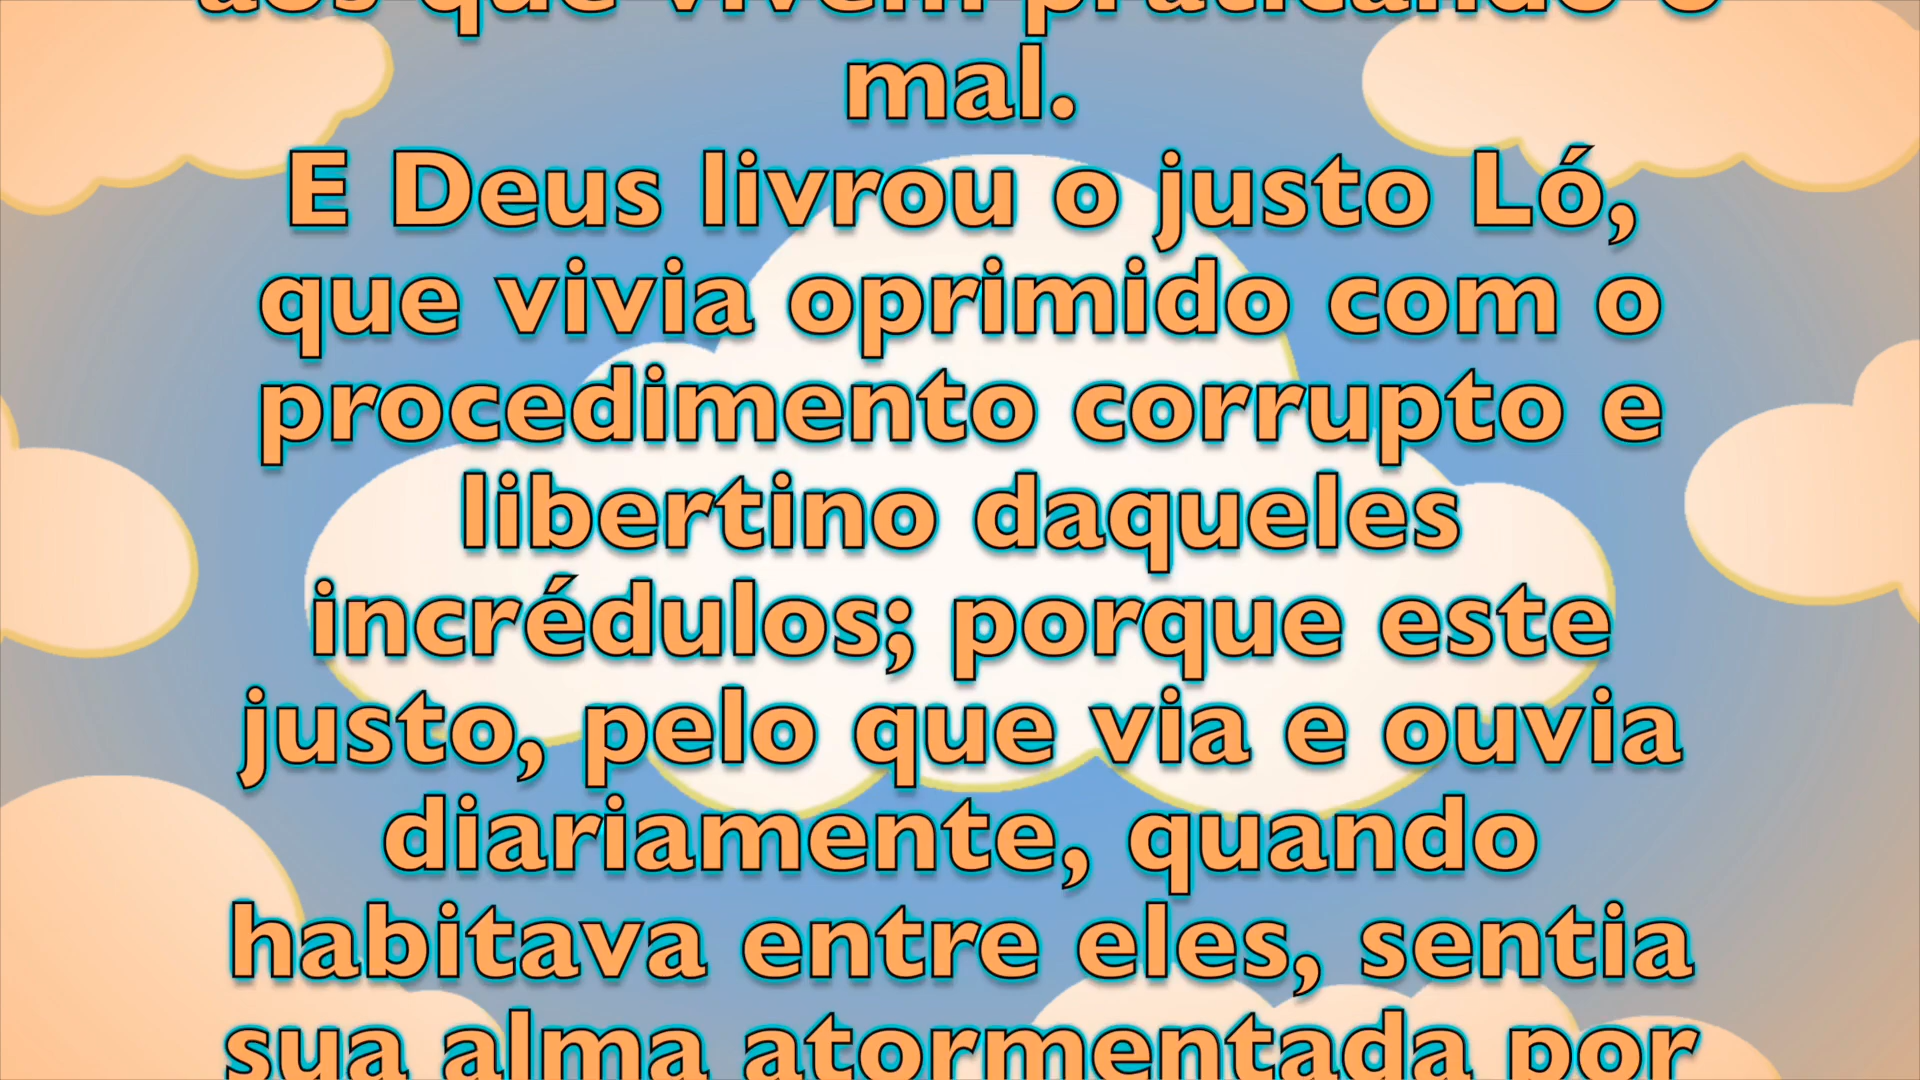 aos que vivem praticando o
mal.
E Deus livrou o justo Ló,
que vivia oprimido com o
procedimento corrupto e
libertino daqueles
incrédulos; porque este
justo, pelo que via e ouvia
diariamente, quando
habitava entre eles, sentia
sua alma atormentada por